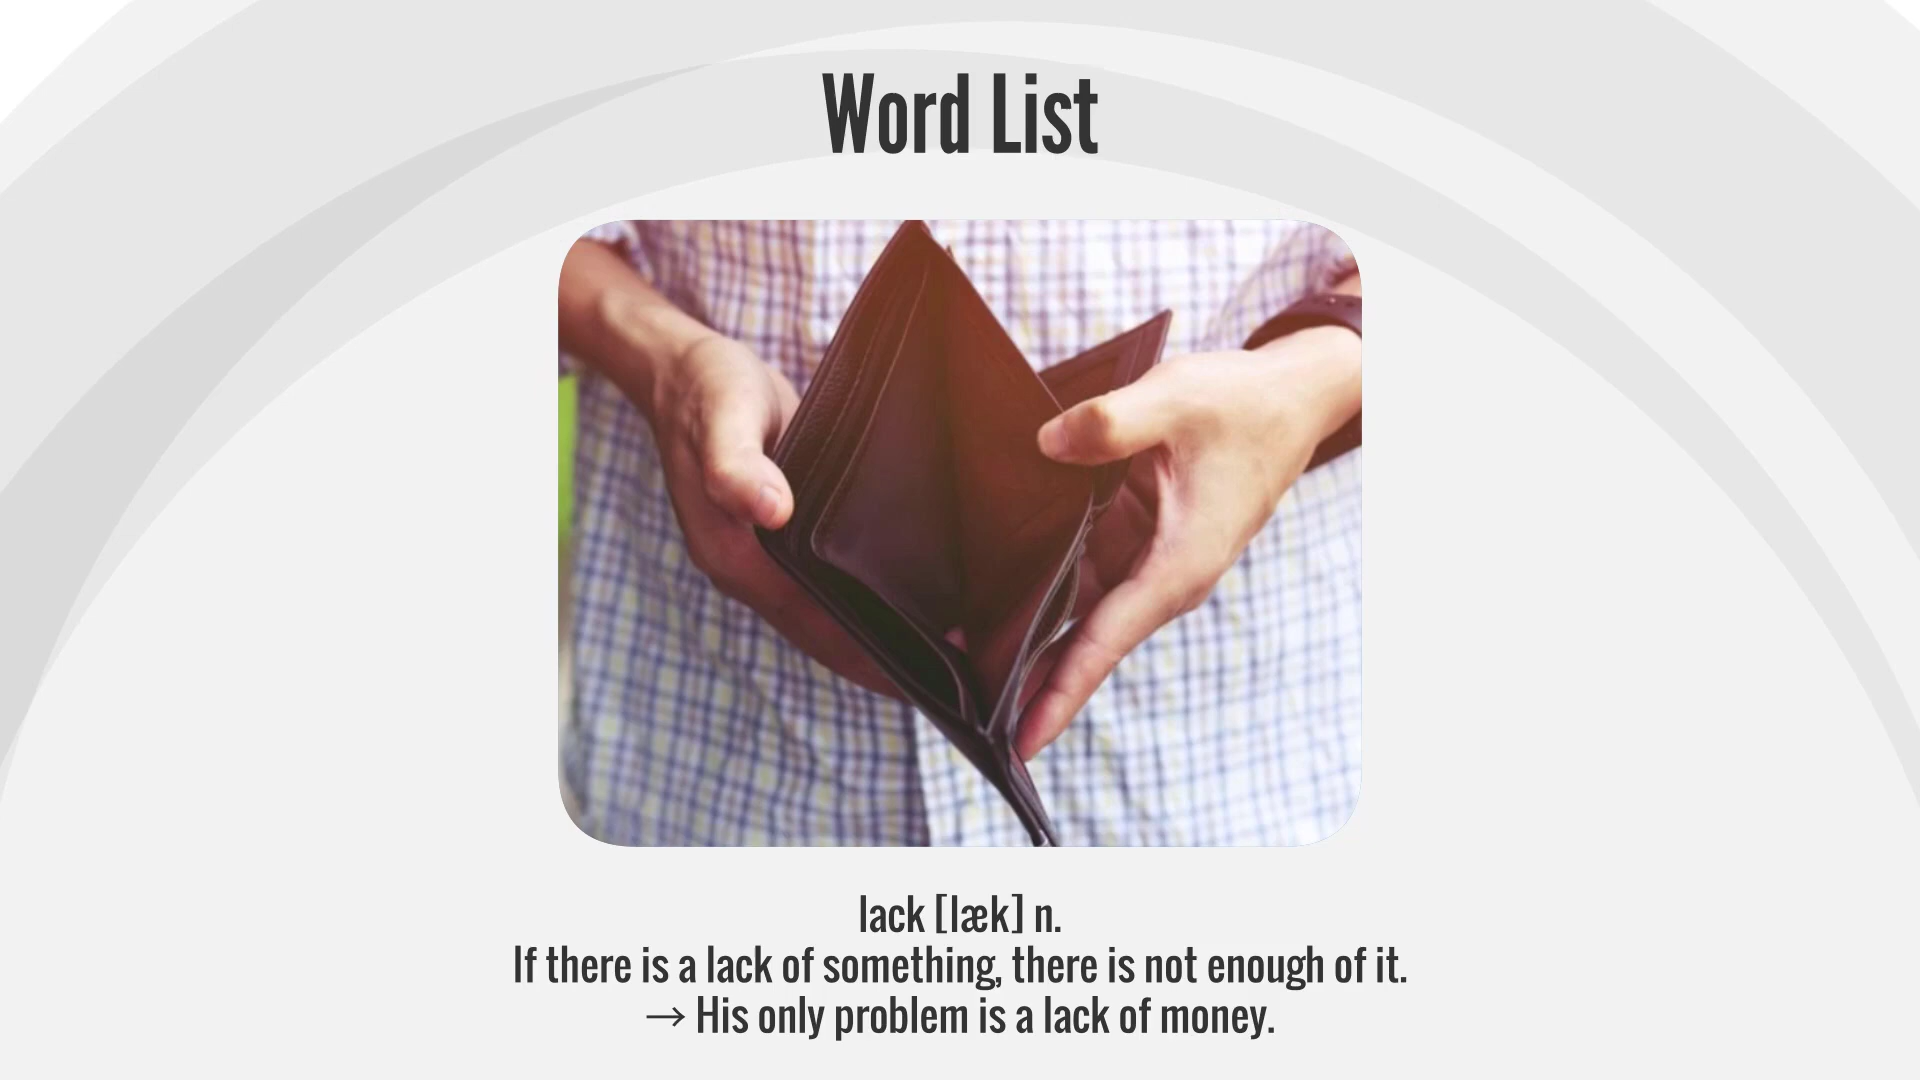 Word List
lack [læk] n.
If there is a lack of something, there is not enough of it.
→ His only problem is a lack of money.